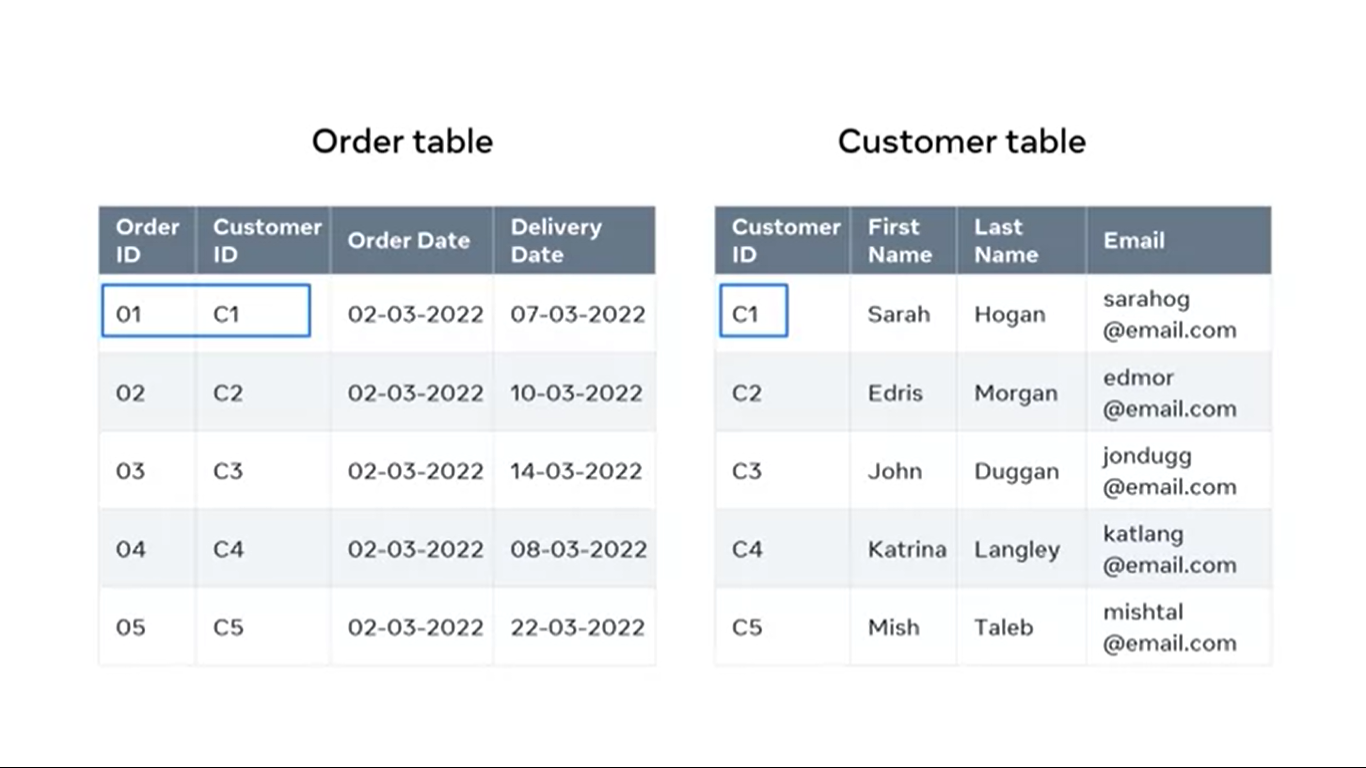 Order table
Order ID Customer ID Order Date Delivery Date
01 C1 02-03-2022 07-03-2022
02 C2 02-03-2022 10-03-2022
03 C3 02-03-2022 14-03-2022
04 C4 02-03-2022 08-03-2022
05 C5 02-03-2022 22-03-2022
Customer table
Customer ID First Name Last Name Email
C1 Sarah Hogan sarahog@email.com
C2 Edris Morgan edmor@email.com
C3 John Duggan jondugg@email.com
C4 Katrina Langley katlang@email.com
C5 Mish Taleb mishtal@email.com